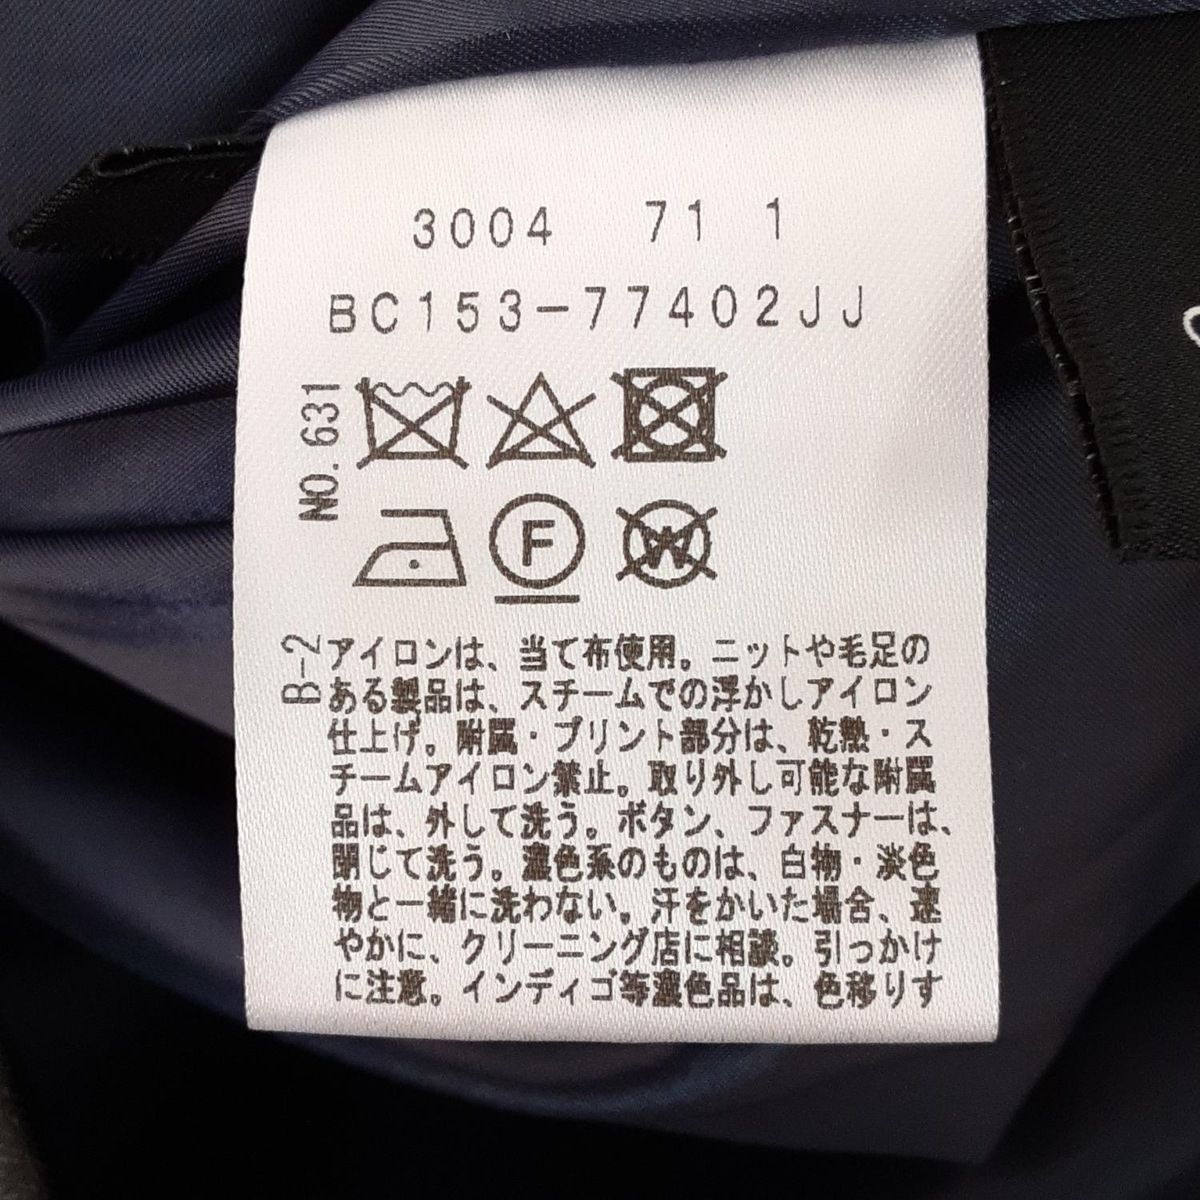 3004 71 1
BC153-77402JJ
NO.631
F
W
B-2
アイロンは、当て布使用。ニットや毛足の
ある製品は、スチームでの浮かしアイロン
仕上げ。附属・プリント部分は、乾熱・ス
チームアイロン禁止。取り外し可能な附属
品は、外して洗う。ボタン、ファスナーは、
閉じて洗う。濃色系のものは、白物・淡色
物と一緒に洗わない。汗をかいた場合、速
やかに、クリーニング店に相談。引っかけ
に注意。インディゴ等濃色品は、色移りす